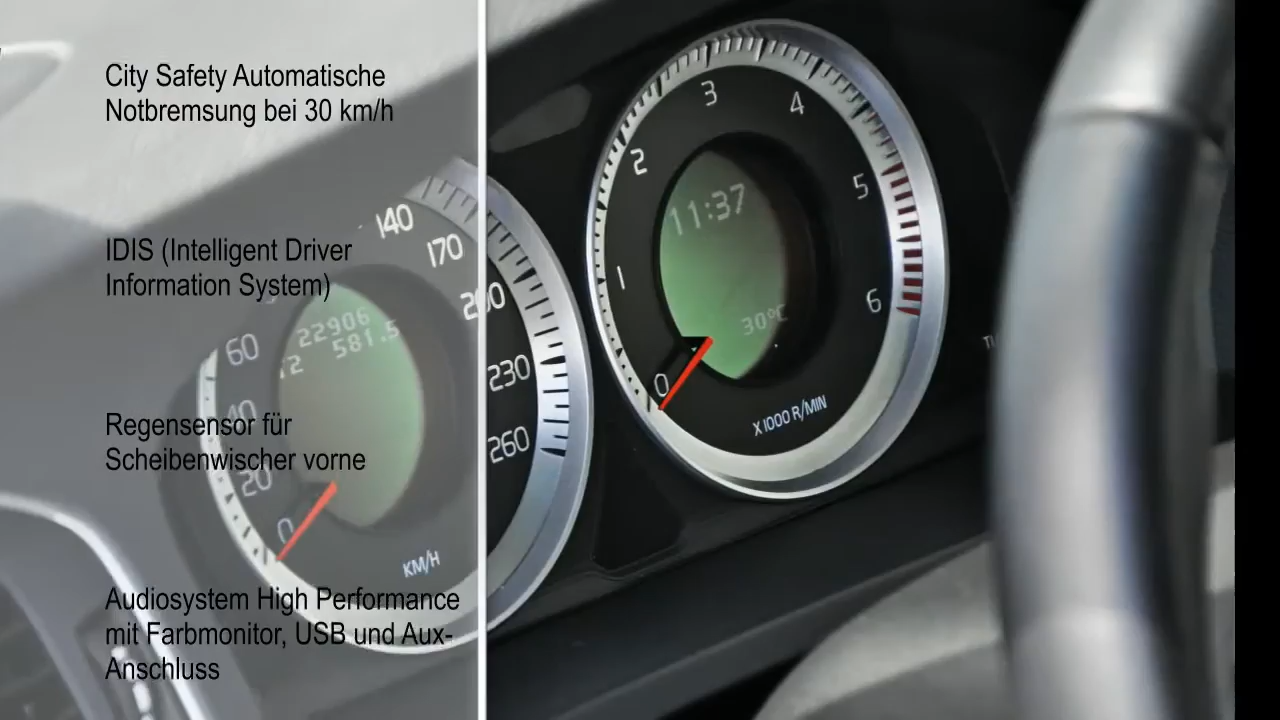 City Safety Automatische
Notbremsung bei 30 km/h
IDIS (Intelligent Driver
Information System)
Regensensor für
Scheibenwischer vorne
Audiosystem High Performance
mit Farbmonitor, USB und Aux-
Anschluss
0
20
40
60
140
170
200
230
260
22906
T2 581.5
KM/H
0
1
2
3
4
5
6
11:37
30°C
X1000 R/MIN